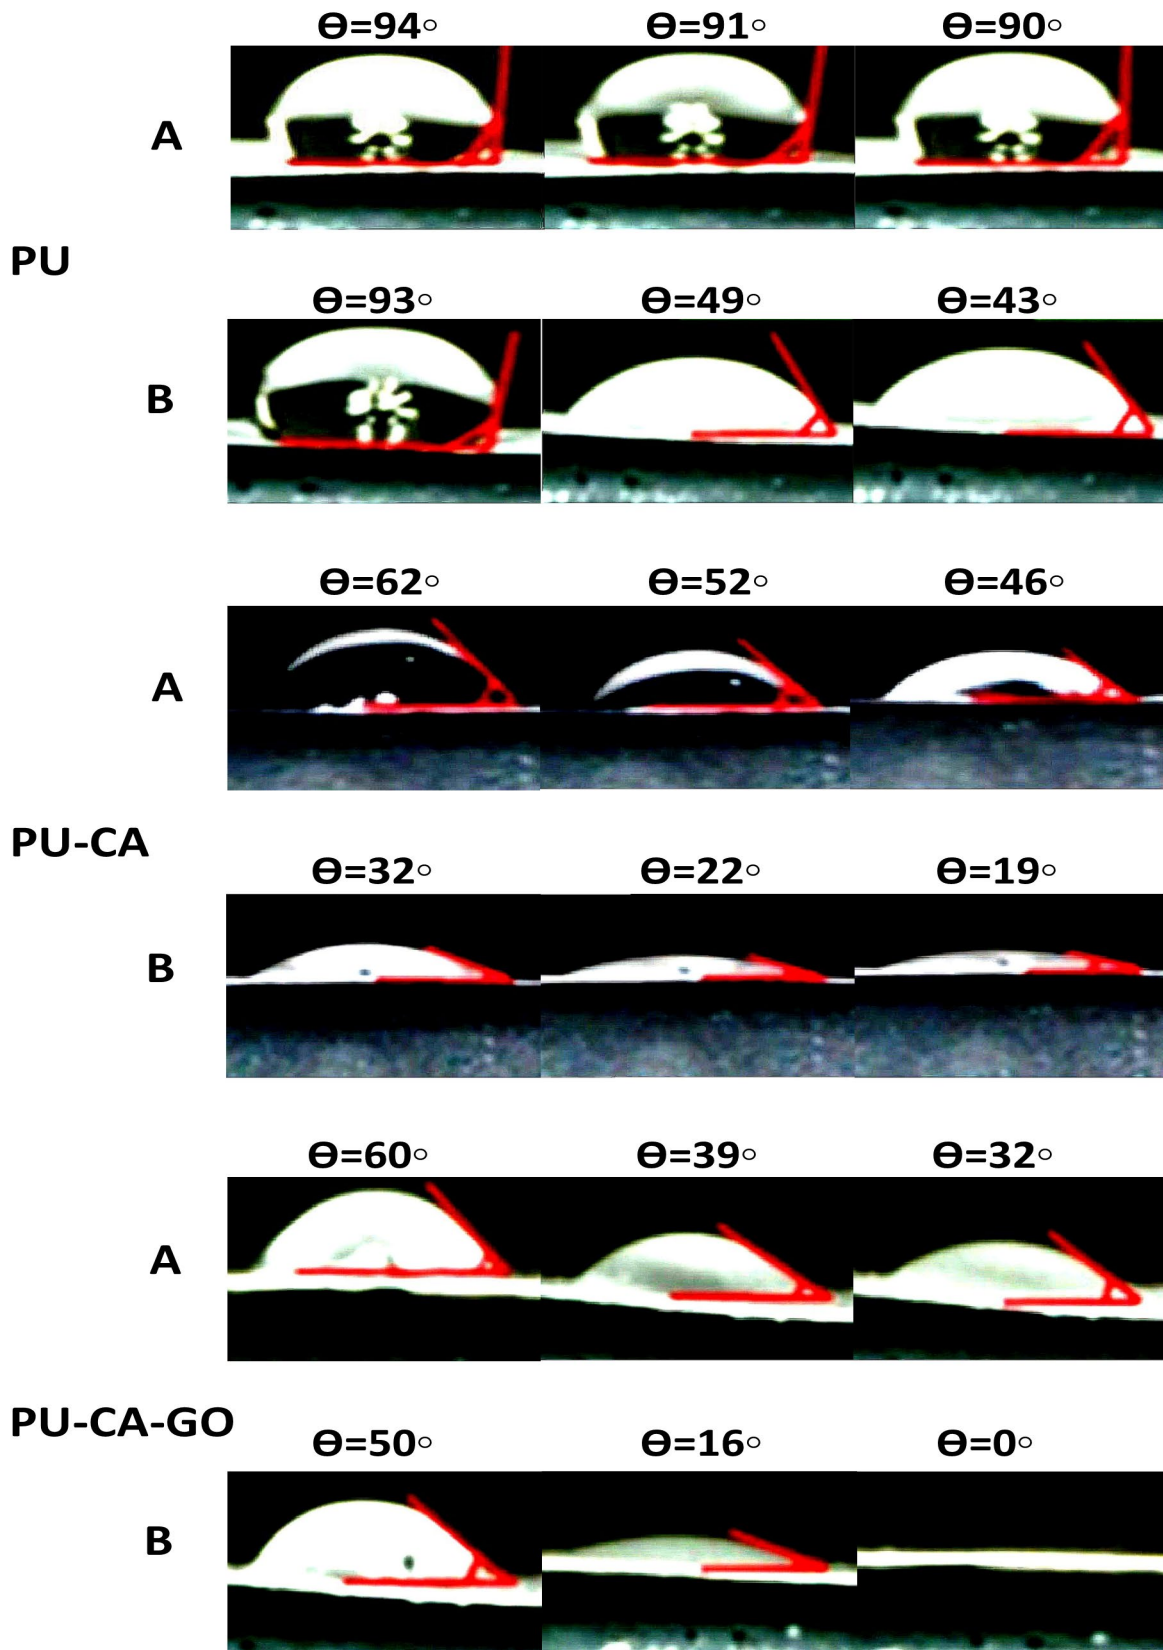 Ɵ=94○ Ɵ=91○ Ɵ=90○
A
PU
Ɵ=93○ Ɵ=49○ Ɵ=43○
B
Ɵ=62○ Ɵ=52○ Ɵ=46○
A
PU-CA
Ɵ=32○ Ɵ=22○ Ɵ=19○
B
Ɵ=60○ Ɵ=39○ Ɵ=32○
A
PU-CA-GO
Ɵ=50○ Ɵ=16○ Ɵ=0○
B